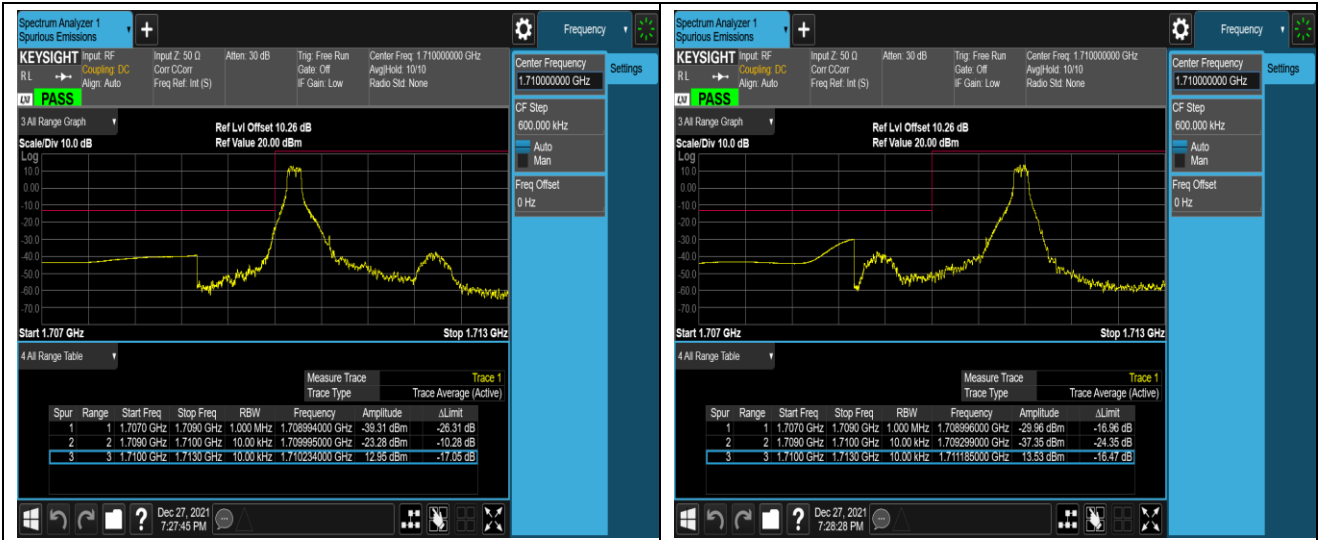 Spectrum Analyzer 1
Spurious Emissions
Frequency
KEYSIGHT Input: RF Input Z: 50 Ω Atten: 30 dB Trig: Free Run Center Freq: 1.710000000 GHz
Coupling: DC Corr CCorr Gate: Off Avg|Hold: 10/10
RL Align: Auto Freq Ref: Int (S) IF Gain: Low Radio Std: None
LXI PASS
Center Frequency
1.710000000 GHz
Settings
CF Step
600.000 kHz
Auto
Man
Freq Offset
0 Hz
3 All Range Graph
Ref Lvl Offset 10.26 dB
Scale/Div 10.0 dB Ref Value 20.00 dBm
Log
10.0
0.00
-10.0
-20.0
-30.0
-40.0
-50.0
-60.0
-70.0
Start 1.707 GHz Stop 1.713 GHz
4 All Range Table
Measure Trace Trace 1
Trace Type Trace Average (Active)
Spur Range Start Freq Stop Freq RBW Frequency Amplitude ΔLimit
1 1 1.7070 GHz 1.7090 GHz 1.000 MHz 1.708994000 GHz -39.31 dBm -26.31 dB
2 2 1.7090 GHz 1.7100 GHz 10.00 kHz 1.709995000 GHz -23.28 dBm -10.28 dB
3 3 1.7100 GHz 1.7130 GHz 10.00 kHz 1.710234000 GHz 12.95 dBm -17.05 dB
Dec 27, 2021
7:27:45 PM
Spectrum Analyzer 1
Spurious Emissions
Frequency
KEYSIGHT Input: RF Input Z: 50 Ω Atten: 30 dB Trig: Free Run Center Freq: 1.710000000 GHz
Coupling: DC Corr CCorr Gate: Off Avg|Hold: 10/10
RL Align: Auto Freq Ref: Int (S) IF Gain: Low Radio Std: None
LXI PASS
Center Frequency
1.710000000 GHz
Settings
CF Step
600.000 kHz
Auto
Man
Freq Offset
0 Hz
3 All Range Graph
Ref Lvl Offset 10.26 dB
Scale/Div 10.0 dB Ref Value 20.00 dBm
Log
10.0
0.00
-10.0
-20.0
-30.0
-40.0
-50.0
-60.0
-70.0
Start 1.707 GHz Stop 1.713 GHz
4 All Range Table
Measure Trace Trace 1
Trace Type Trace Average (Active)
Spur Range Start Freq Stop Freq RBW Frequency Amplitude ΔLimit
1 1 1.7070 GHz 1.7090 GHz 1.000 MHz 1.708996000 GHz -29.96 dBm -16.96 dB
2 2 1.7090 GHz 1.7100 GHz 10.00 kHz 1.709299000 GHz -37.35 dBm -24.35 dB
3 3 1.7100 GHz 1.7130 GHz 10.00 kHz 1.711185000 GHz 13.53 dBm -16.47 dB
Dec 27, 2021
7:28:28 PM